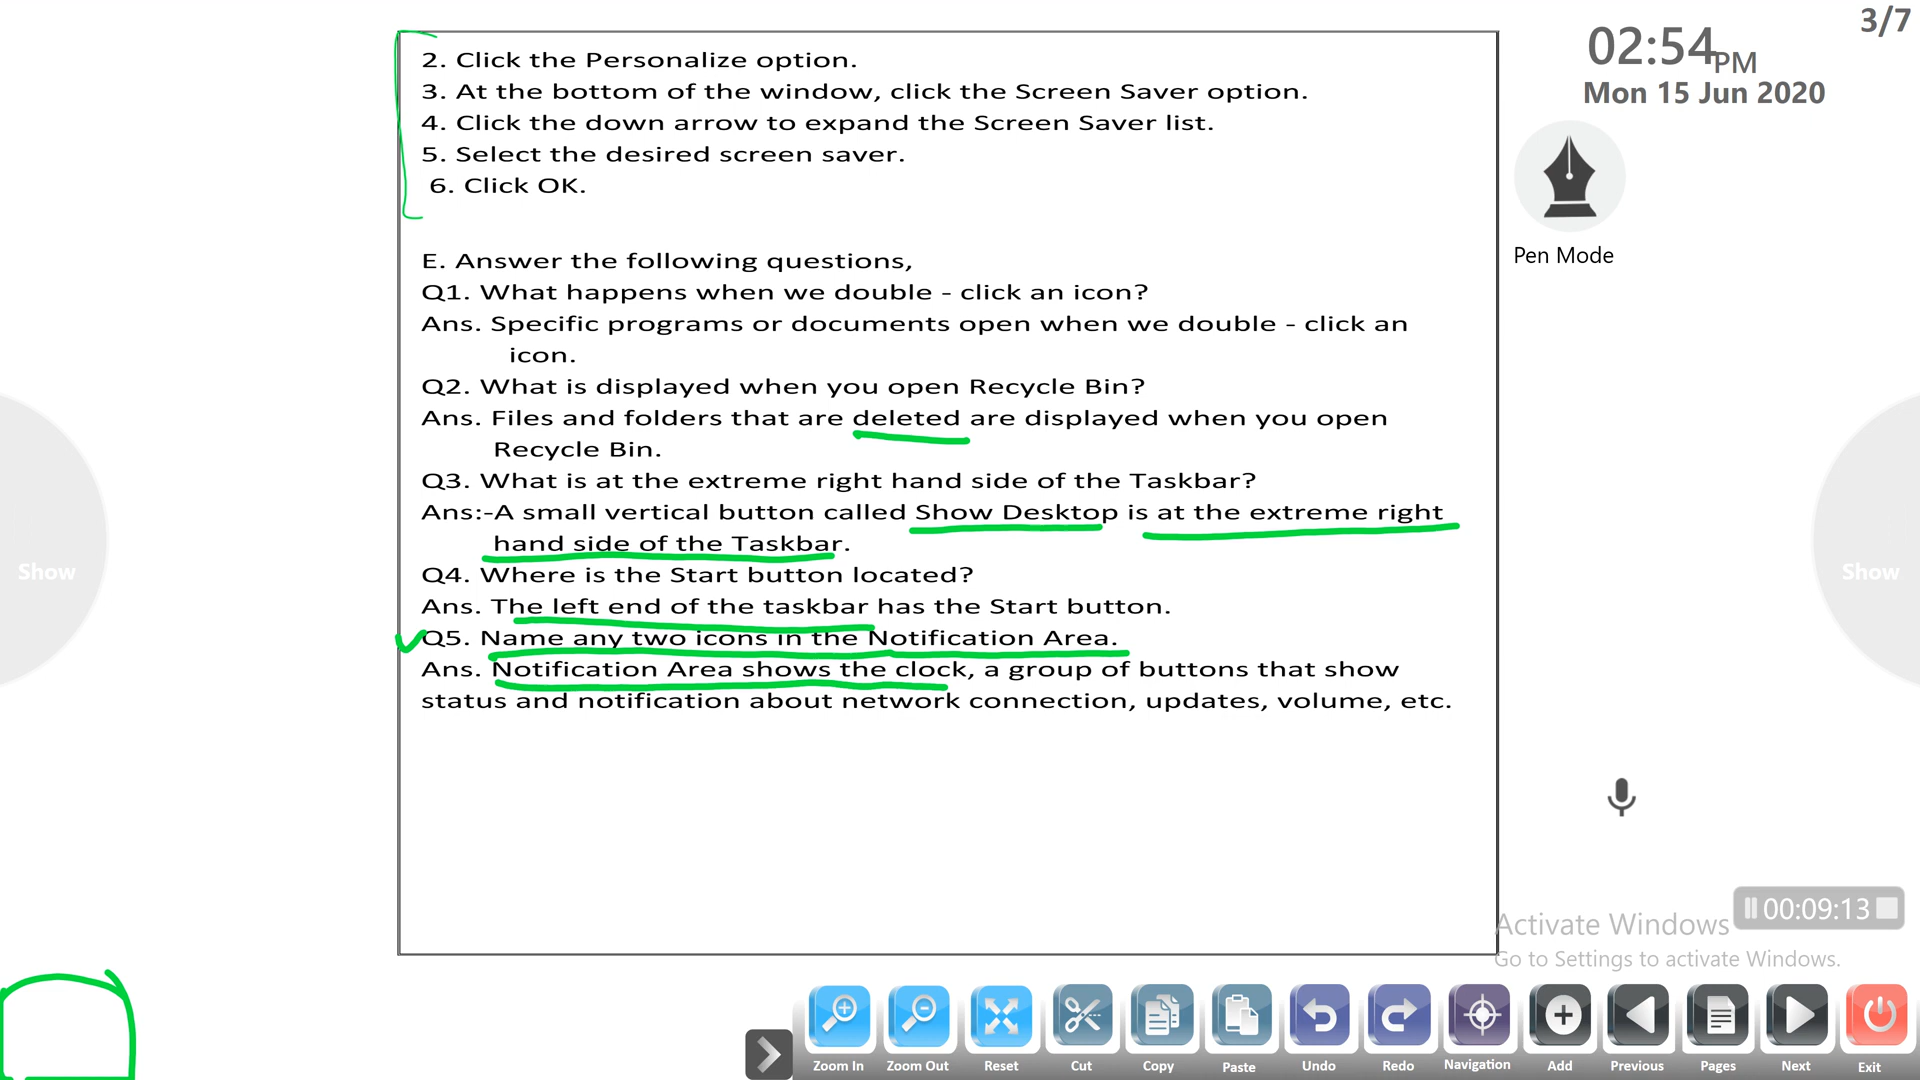 3/7
02:54 PM
Mon 15 Jun 2020
Pen Mode
2. Click the Personalize option.
3. At the bottom of the window, click the Screen Saver option.
4. Click the down arrow to expand the Screen Saver list.
5. Select the desired screen saver.
6. Click OK.
E. Answer the following questions,
Q1. What happens when we double - click an icon?
Ans. Specific programs or documents open when we double - click an
icon.
Q2. What is displayed when you open Recycle Bin?
Ans. Files and folders that are deleted are displayed when you open
Recycle Bin.
Q3. What is at the extreme right hand side of the Taskbar?
Ans:-A small vertical button called Show Desktop is at the extreme right
hand side of the Taskbar.
Q4. Where is the Start button located?
Ans. The left end of the taskbar has the Start button.
Q5. Name any two icons in the Notification Area.
Ans. Notification Area shows the clock, a group of buttons that show
status and notification about network connection, updates, volume, etc.
Show
Show
00:09:13
Activate Windows
Go to Settings to activate Windows.
Zoom In Zoom Out Reset Cut Copy Paste Undo Redo Navigation Add Previous Pages Next Exit